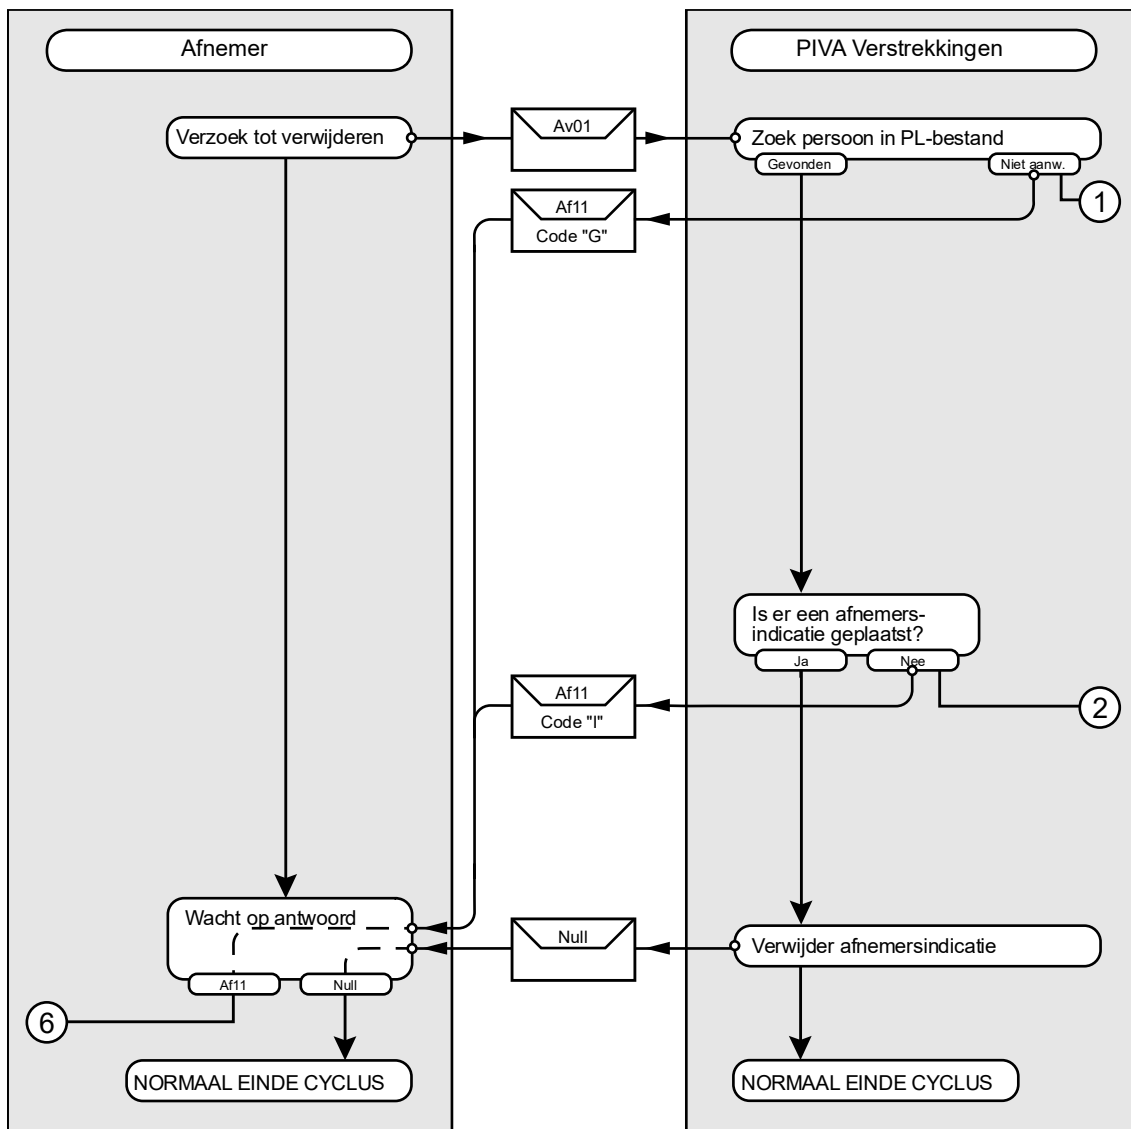 Afnemer
PIVA Verstrekkingen
Verzoek tot verwijderen
Av01
Zoek persoon in PL-bestand
Gevonden
Niet aanw.
1
Af11
Code "G"
Is er een afnemers-
indicatie geplaatst?
Ja
Nee
2
Af11
Code "I"
Wacht op antwoord
Af11
Null
6
Null
Verwijder afnemersindicatie
NORMAAL EINDE CYCLUS
NORMAAL EINDE CYCLUS